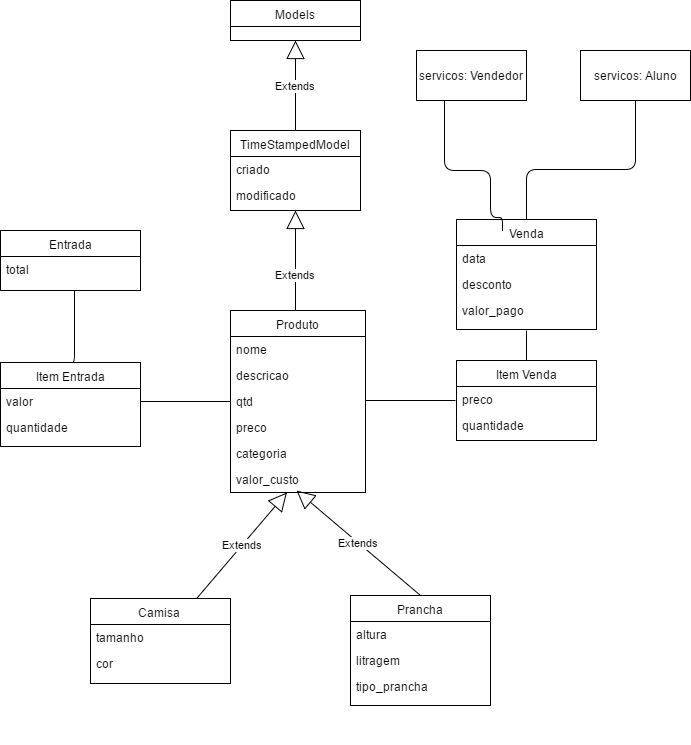 Models
Extends
servicos: Vendedor
servicos: Aluno
TimeStampedModel
criado
modificado
Extends
Entrada
total
Venda
data
desconto
valor_pago
Produto
nome
descricao
qtd
preco
categoria
valor_custo
Item Entrada
valor
quantidade
Item Venda
preco
quantidade
Extends
Extends
Camisa
tamanho
cor
Prancha
altura
litragem
tipo_prancha